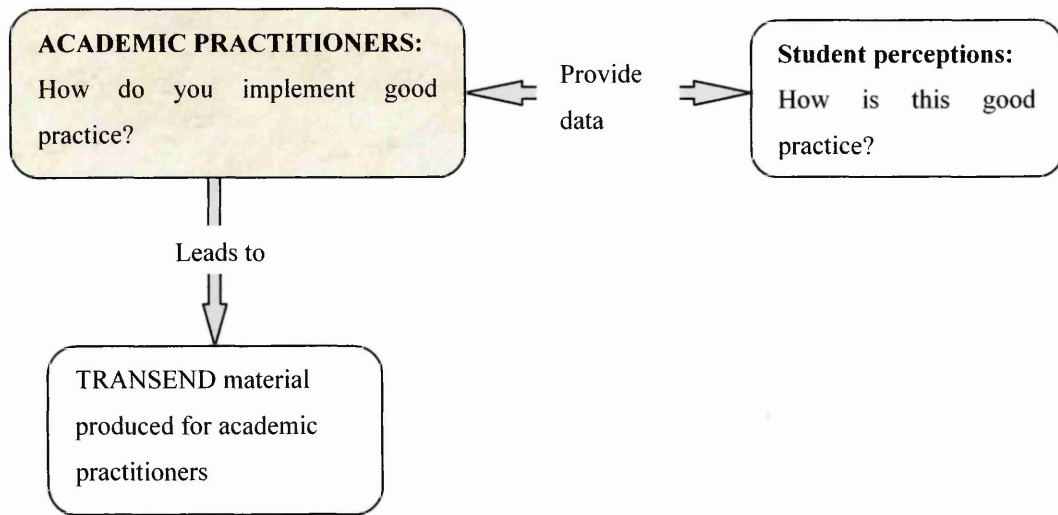 ACADEMIC PRACTITIONERS:
How do you implement good
practice?
Provide
data
Student perceptions:
How is this good
practice?
Leads to
TRANSEND material
produced for academic
practitioners